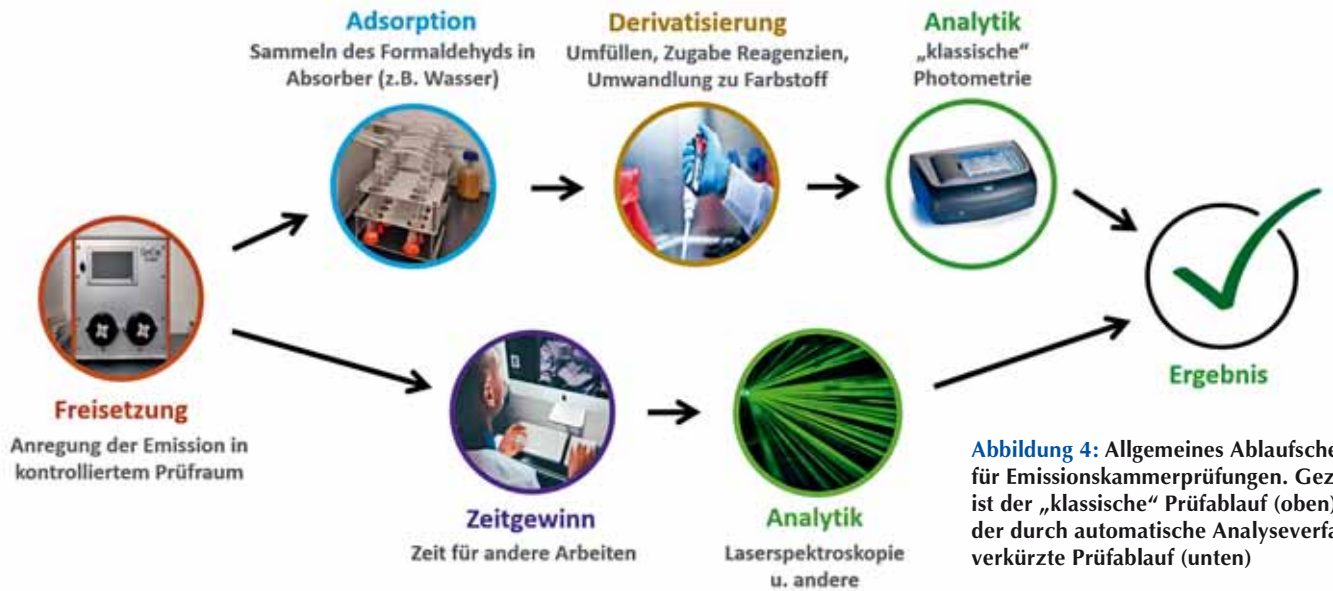 Adsorption
Sammeln des Formaldehyds in
Absorber (z.B. Wasser)
Derivatisierung
Umfüllen, Zugabe Reagenzien,
Umwandlung zu Farbstoff
Analytik
„klassische“
Photometrie
Freisetzung
Anregung der Emission in
kontrolliertem Prüfraum
Zeitgewinn
Zeit für andere Arbeiten
Analytik
Laserspektroskopie
u. andere
Ergebnis
Abbildung 4: Allgemeines Ablaufsche
für Emissionskammerprüfungen. Gez
ist der „klassische“ Prüfablauf (oben)
der durch automatische Analyseverfa
verkürzte Prüfablauf (unten)